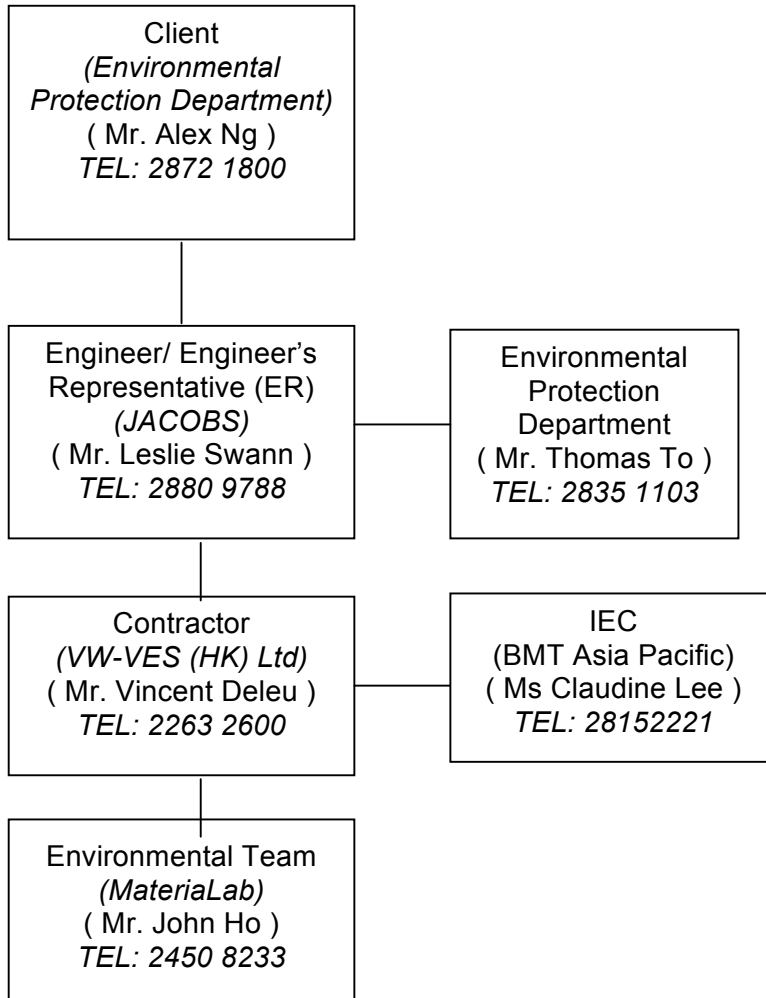 Client
(Environmental
Protection Department)
( Mr. Alex Ng )
TEL: 2872 1800
Engineer/ Engineer’s
Representative (ER)
(JACOBS)
( Mr. Leslie Swann )
TEL: 2880 9788
Environmental
Protection
Department
( Mr. Thomas To )
TEL: 2835 1103
Contractor
(VW-VES (HK) Ltd)
( Mr. Vincent Deleu )
TEL: 2263 2600
IEC
(BMT Asia Pacific)
( Ms Claudine Lee )
TEL: 28152221
Environmental Team
(MateriaLab)
( Mr. John Ho )
TEL: 2450 8233